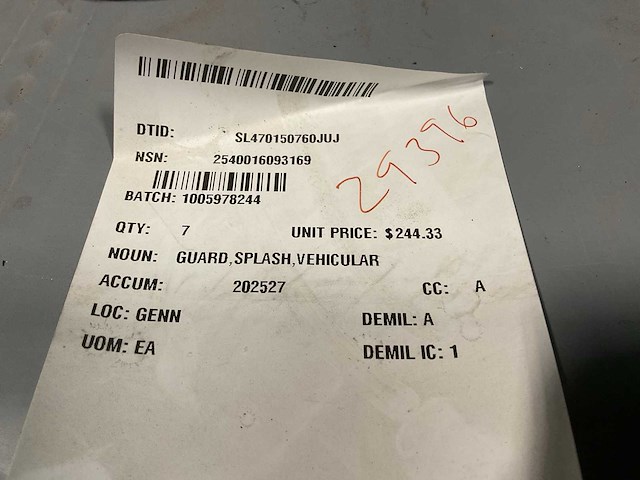 DTID: SL470150760JUJ
29396
NSN: 2540016093169
BATCH: 1005978244
QTY: 7 UNIT PRICE: $244.33
NOUN: GUARD,SPLASH,VEHICULAR
ACCUM: 202527 CC: A
LOC: GENN DEMIL: A
UOM: EA DEMIL IC: 1